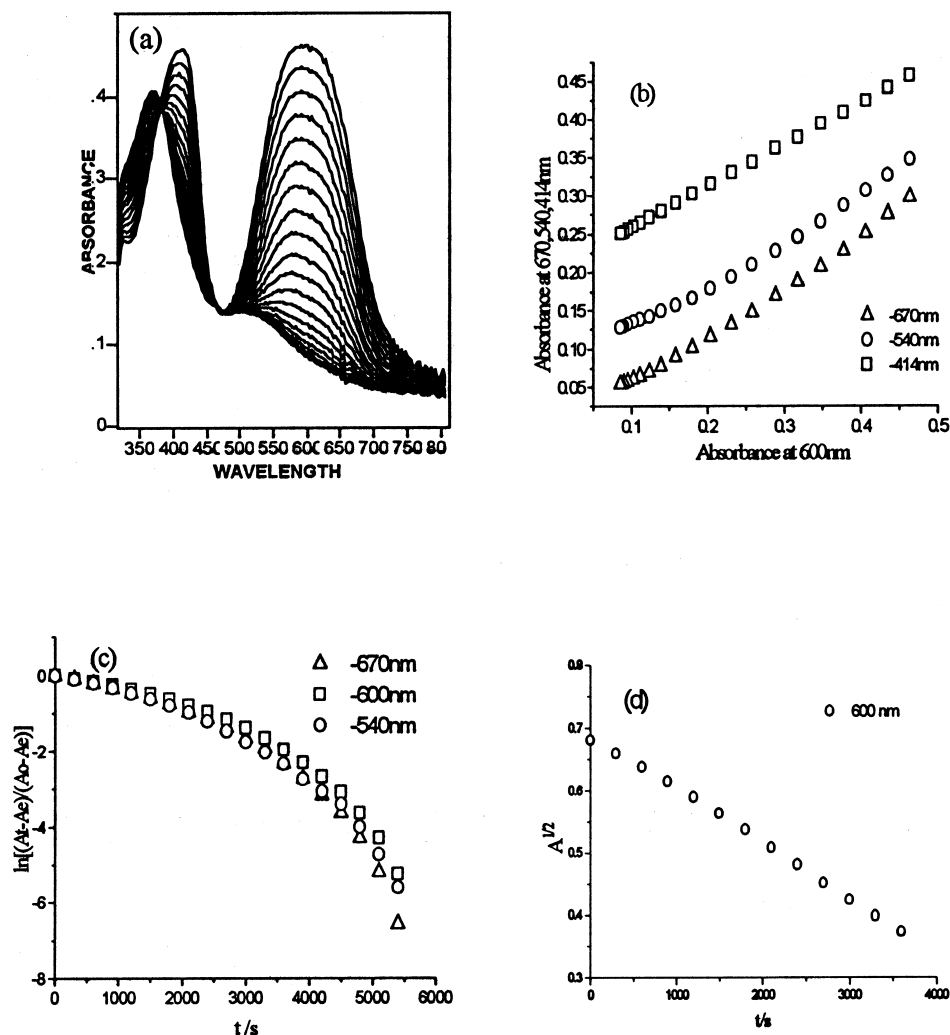 (a)
ABSORBANCE
.4
.3
.2
.1
0
350 400 450 500 550 600 650 700 750 80
WAVELENGTH
(b)
Absorbance at 670,540,414nm
0.45
0.40
0.35
0.30
0.25
0.20
0.15
0.10
0.05
-670nm
-540nm
-414nm
0.1 0.2 0.3 0.4 0.5
Absorbance at 600nm
(c)
ln[(At-Ae)/(Ao-Ae)]
0
-2
-4
-6
-8
-670nm
-600nm
-540nm
0 1000 2000 3000 4000 5000 6000
t/s
(d)
A1/2
0.8
0.7
0.6
0.5
0.4
0.3
600 nm
0 1000 2000 3000 4000
t/s